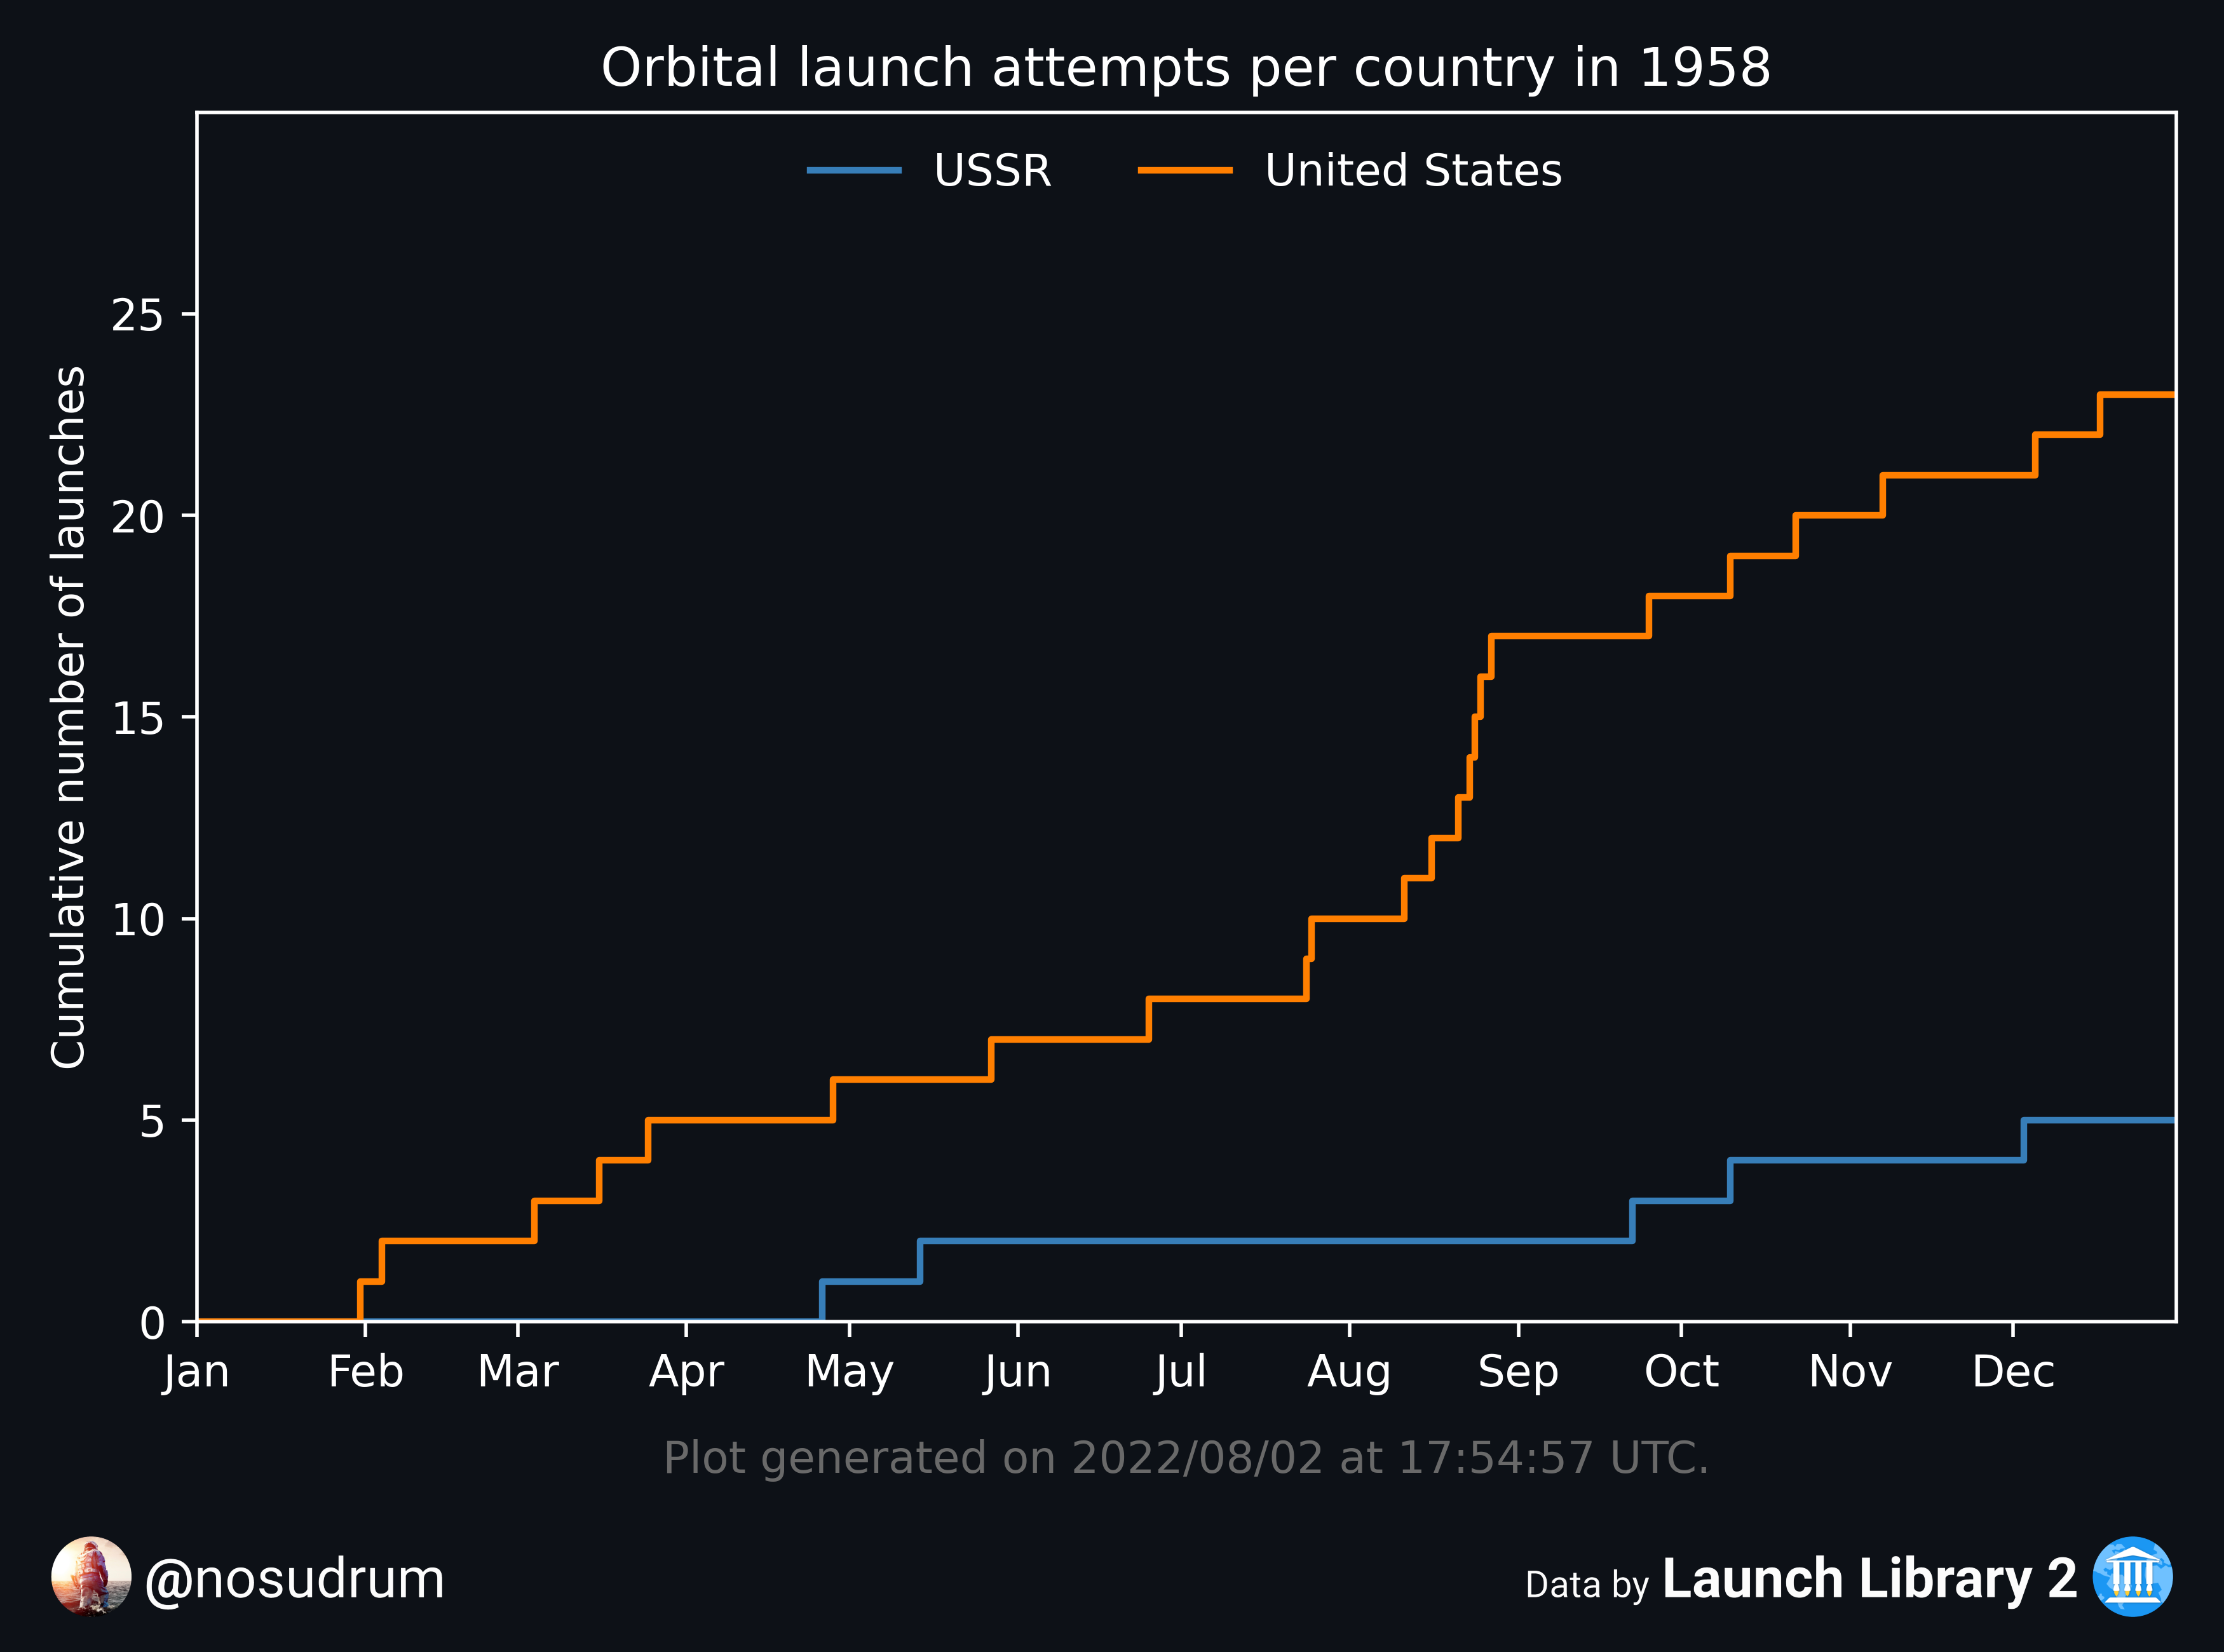 Orbital launch attempts per country in 1958
USSR United States
Cumulative number of launches
25
20
15
10
5
0
Jan Feb Mar Apr May Jun Jul Aug Sep Oct Nov Dec
Plot generated on 2022/08/02 at 17:54:57 UTC.
@nosudrum
Data by Launch Library 2